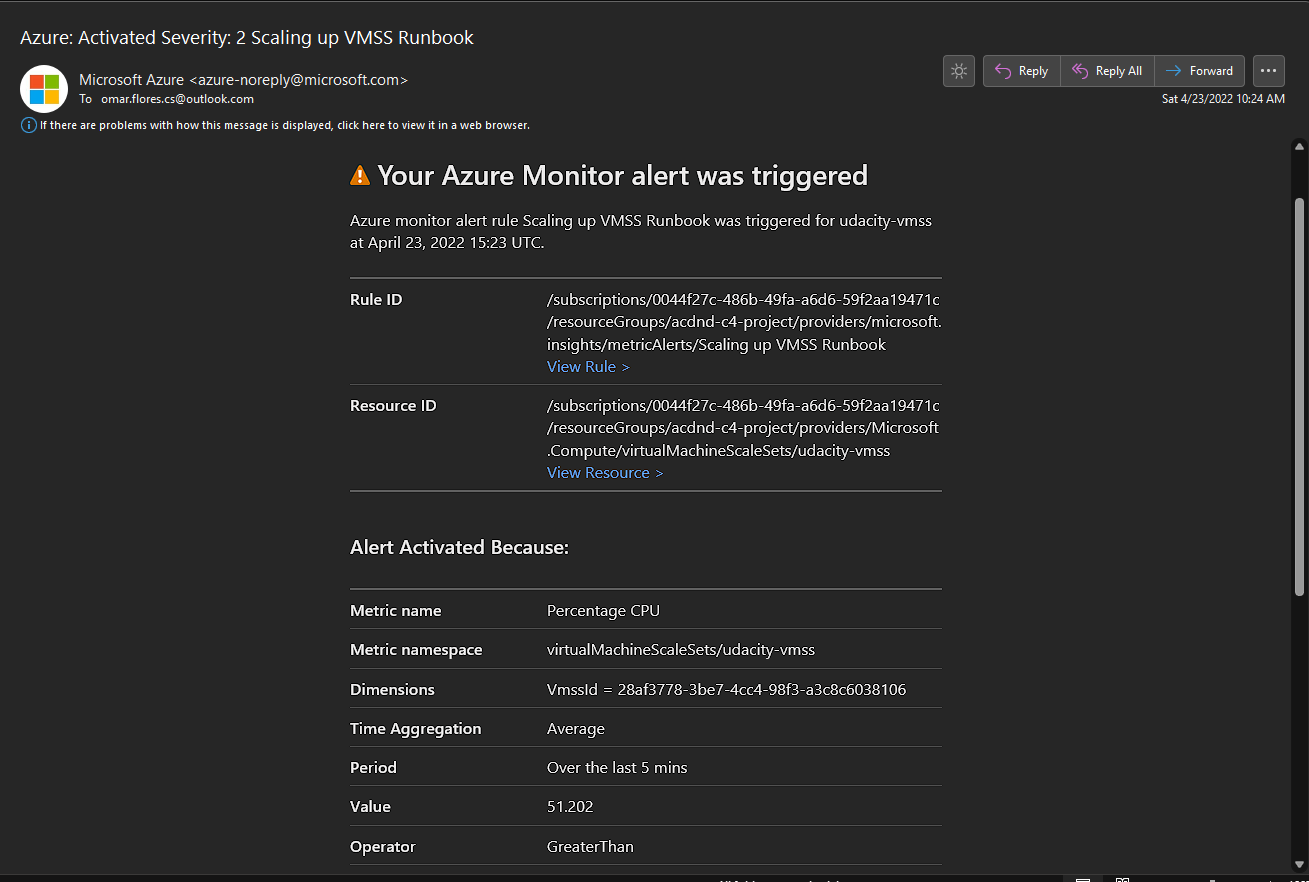 Azure: Activated Severity: 2 Scaling up VMSS Runbook
Microsoft Azure <azure-noreply@microsoft.com>
To omar.flores.cs@outlook.com
Reply
Reply All
Forward
Sat 4/23/2022 10:24 AM
If there are problems with how this message is displayed, click here to view it in a web browser.
Your Azure Monitor alert was triggered
Azure monitor alert rule Scaling up VMSS Runbook was triggered for udacity-vmss
at April 23, 2022 15:23 UTC.
Rule ID
/subscriptions/0044f27c-486b-49fa-a6d6-59f2aa19471c
/resourceGroups/acdnd-c4-project/providers/microsoft.
insights/metricAlerts/Scaling up VMSS Runbook
View Rule >
Resource ID
/subscriptions/0044f27c-486b-49fa-a6d6-59f2aa19471c
/resourceGroups/acdnd-c4-project/providers/Microsoft
.Compute/virtualMachineScaleSets/udacity-vmss
View Resource >
Alert Activated Because:
Metric name Percentage CPU
Metric namespace virtualMachineScaleSets/udacity-vmss
Dimensions VmssId = 28af3778-3be7-4cc4-98f3-a3c8c6038106
Time Aggregation Average
Period Over the last 5 mins
Value 51.202
Operator GreaterThan